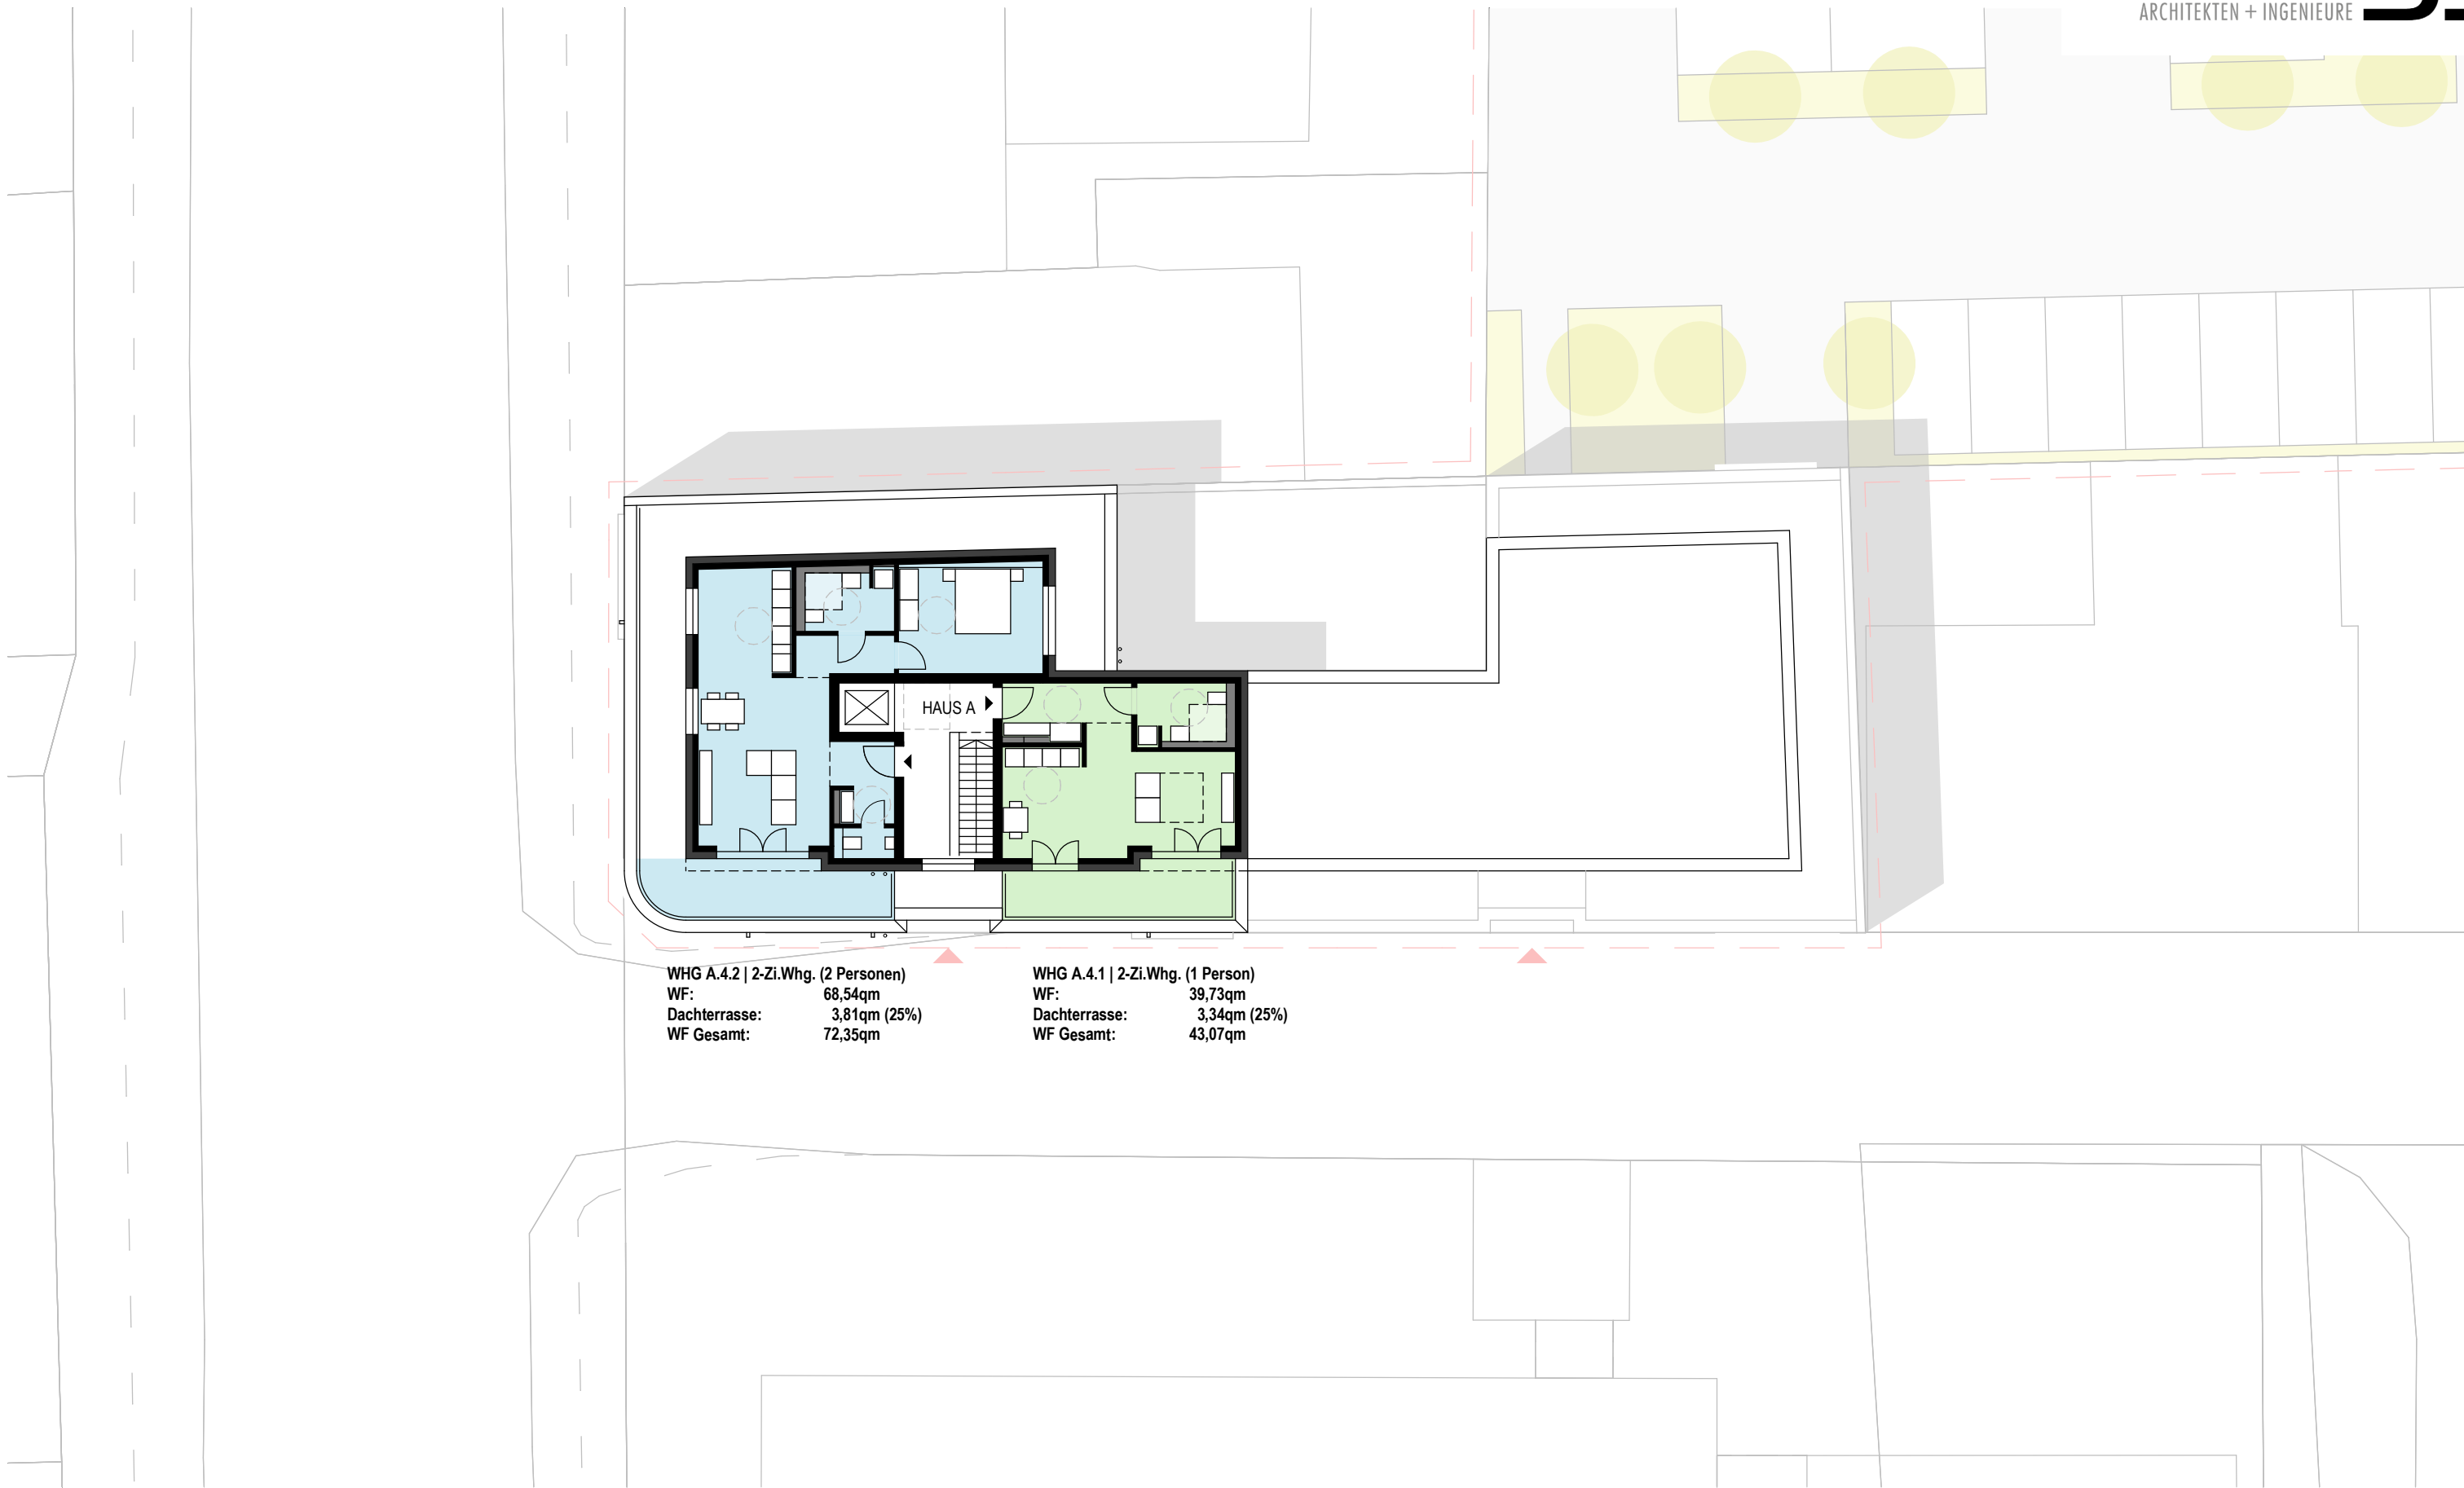 ARCHITEKTEN + INGENIEURE
HAUS A
WHG A.4.2 | 2-Zi.Whg. (2 Personen)
WF: 68,54qm
Dachterrasse: 3,81qm (25%)
WF Gesamt: 72,35qm
WHG A.4.1 | 2-Zi.Whg. (1 Person)
WF: 39,73qm
Dachterrasse: 3,34qm (25%)
WF Gesamt: 43,07qm